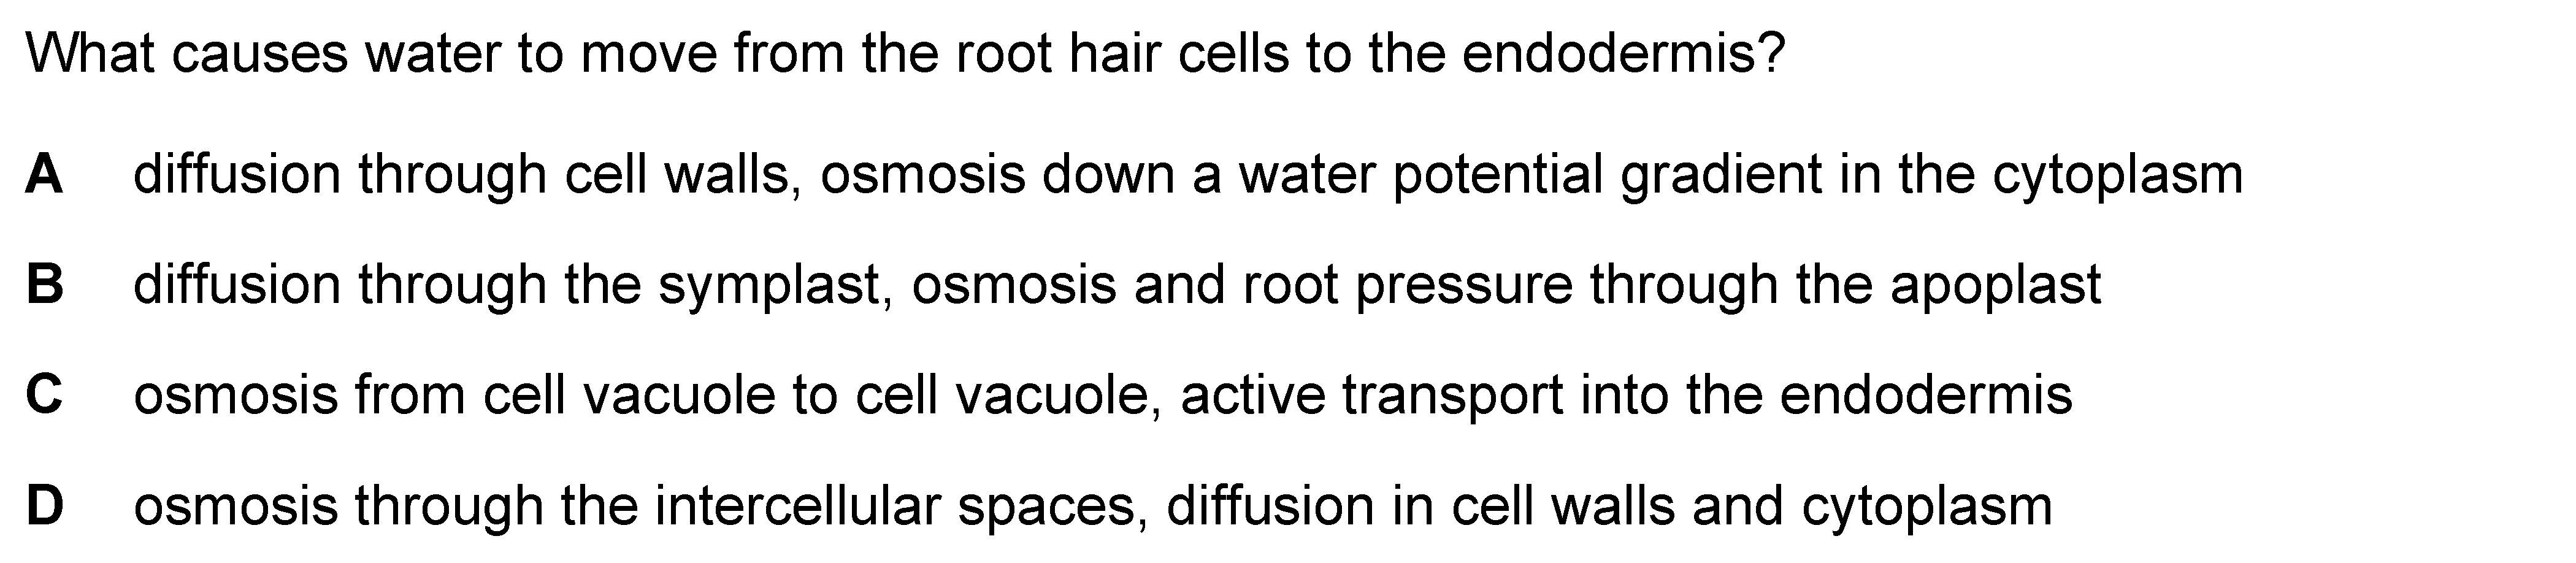 What causes water to move from the root hair cells to the endodermis?
A diffusion through cell walls, osmosis down a water potential gradient in the cytoplasm
B diffusion through the symplast, osmosis and root pressure through the apoplast
C osmosis from cell vacuole to cell vacuole, active transport into the endodermis
D osmosis through the intercellular spaces, diffusion in cell walls and cytoplasm